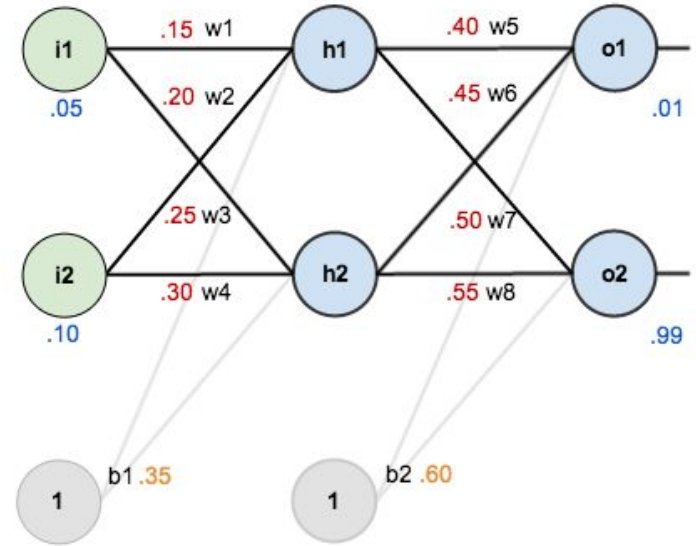 i1
.15 w1
h1
.40 w5
o1
.05
.20 w2
.45 w6
.01
.25 w3
.50 w7
i2
.30 w4
h2
.55 w8
o2
.10
.99
1
b1 .35
1
b2 .60